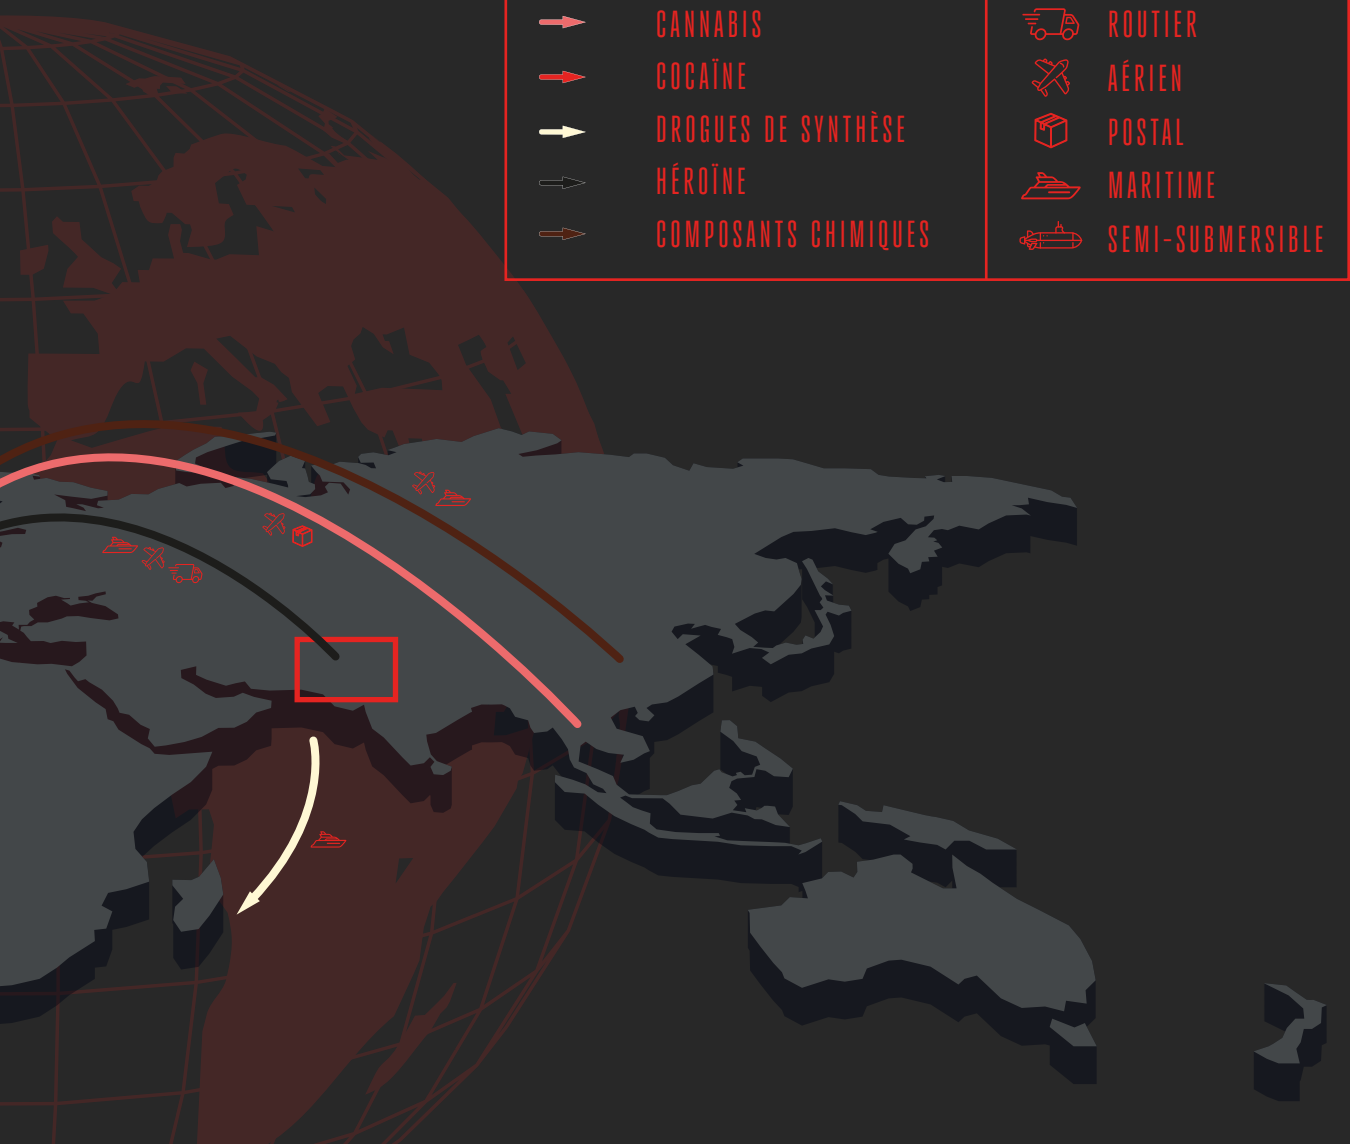 CANNABIS
COCAÏNE
DROGUES DE SYNTHÈSE
HÉROÏNE
COMPOSANTS CHIMIQUES
ROUTIER
AÉRIEN
POSTAL
MARITIME
SEMI-SUBMERSIBLE